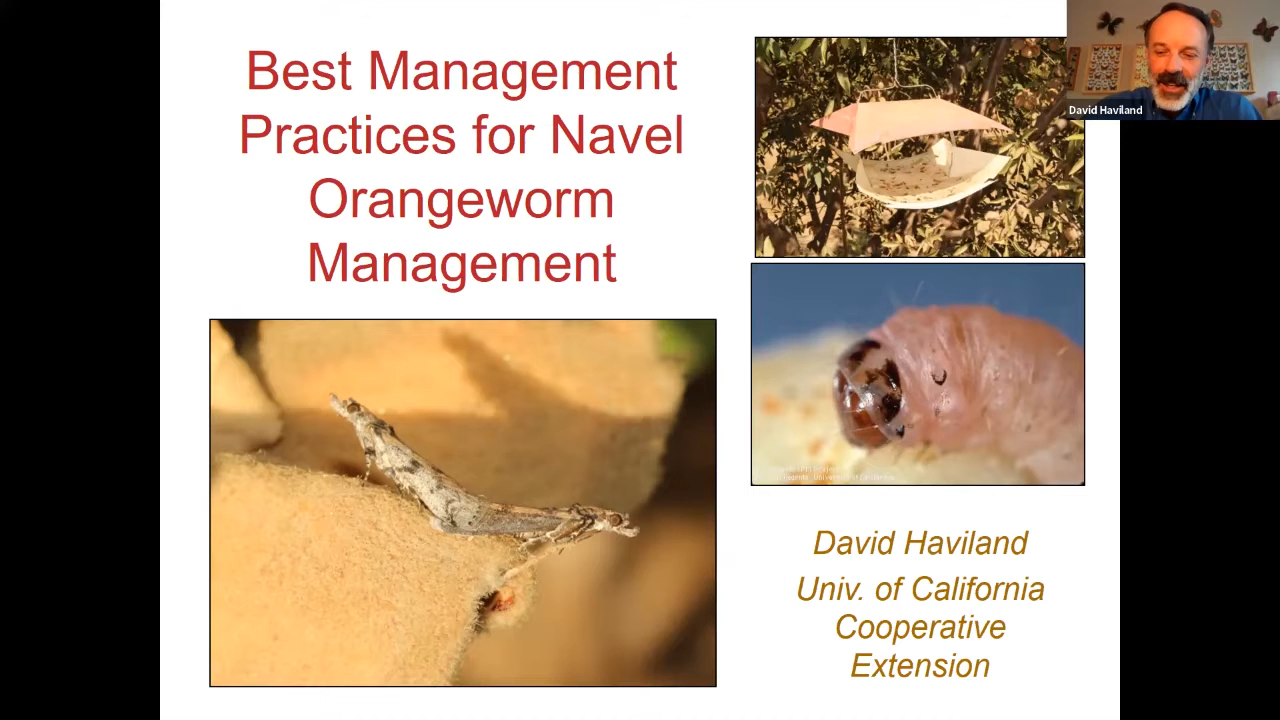 Best Management
Practices for Navel
Orangeworm
Management
David Haviland
David Haviland
Univ. of California
Cooperative
Extension